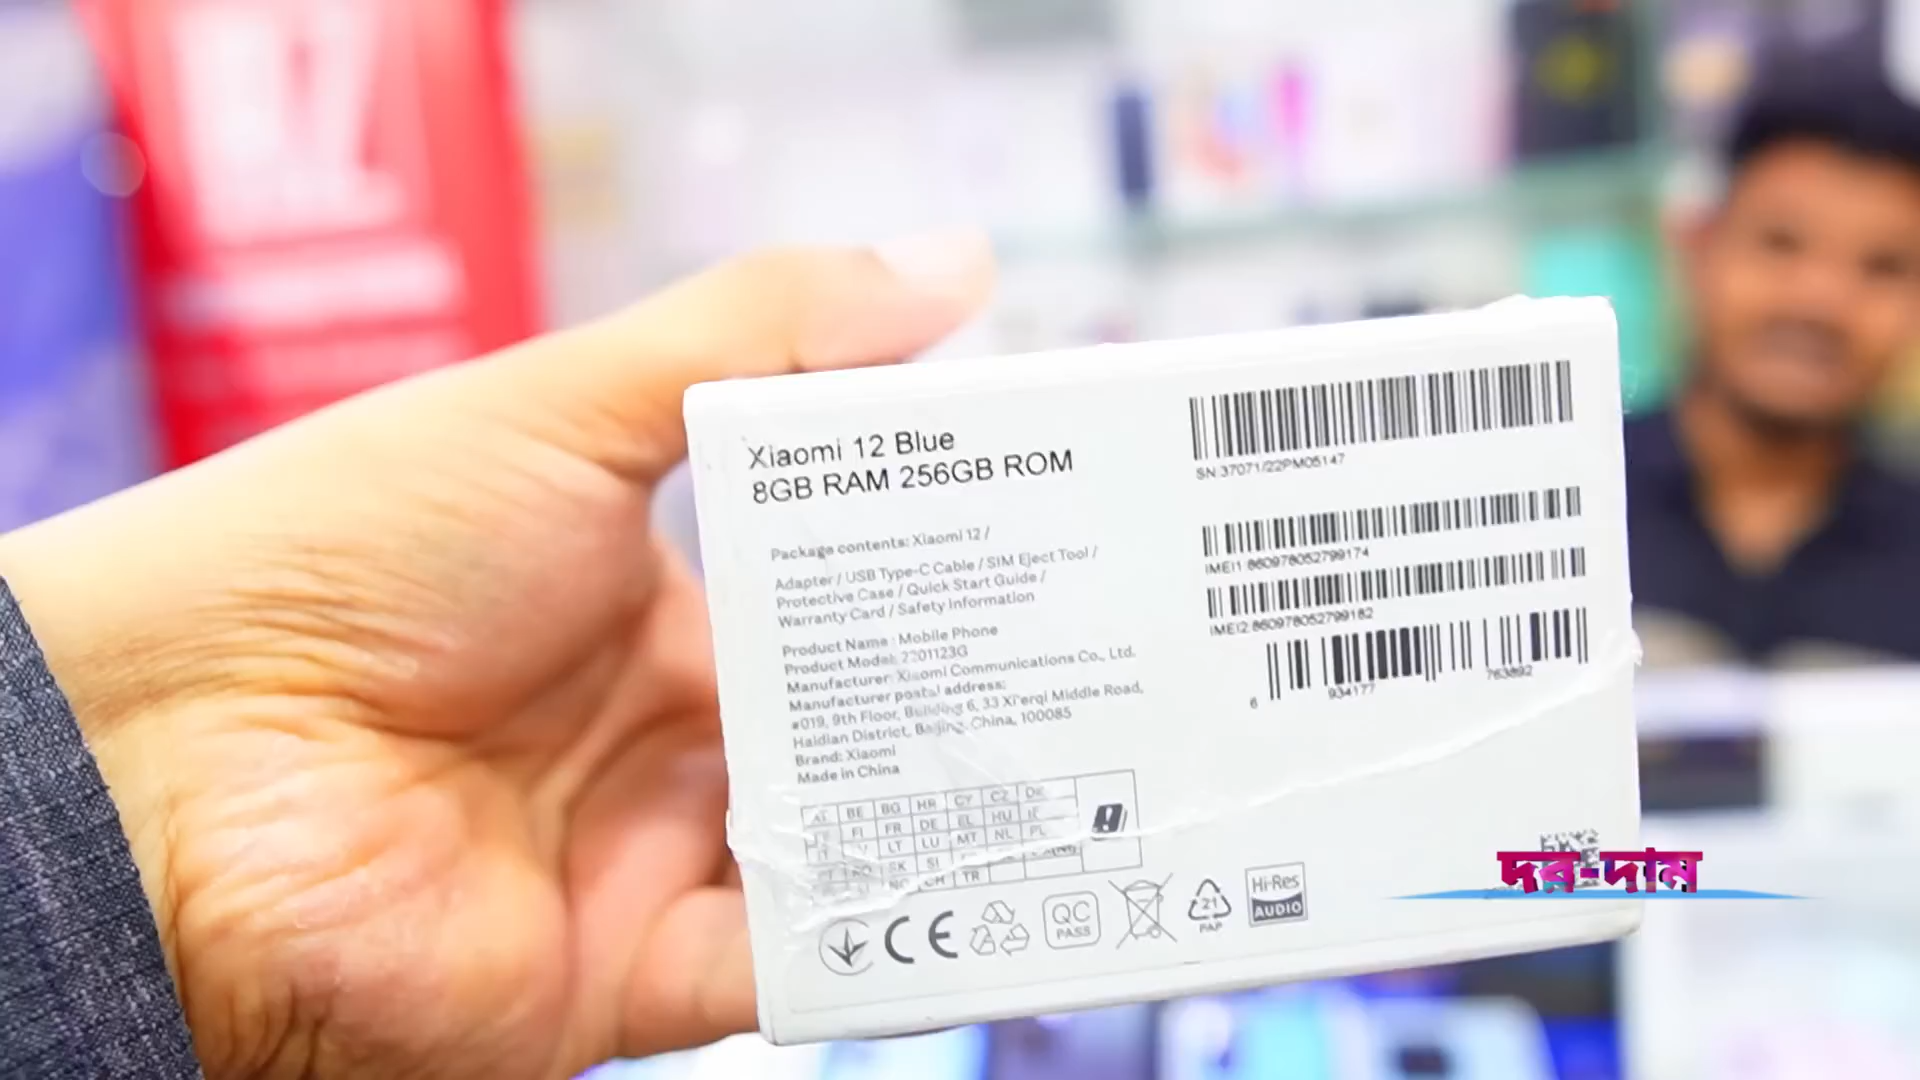 Xiaomi 12 Blue
8GB RAM 256GB ROM
Package contents: Xiaomi 12 /
Adapter / USB Type-C Cable / SIM Eject Tool /
Protective Case / Quick Start Guide /
Warranty Card / Safety Information
Product Name : Mobile Phone
Product Model: 2201123G
Manufacturer: Xiaomi Communications Co., Ltd.
Manufacturer postal address:
#019, 9th Floor, Building 6, 33 Xi'erqi Middle Road,
Haidian District, Beijing, China, 100085
Brand: Xiaomi
Made in China
BE BG HR CY CZ DK
FI FR DE EL HU IE
LT LU MT NL PL
SK SI
TR
CE
QC
PASS
21
PAP
Hi-Res
AUDIO
SN:37071/22PM05147
IMEI1 860978052799174
IMEI2 860978052799182
6 934177 763892
দর-দাম